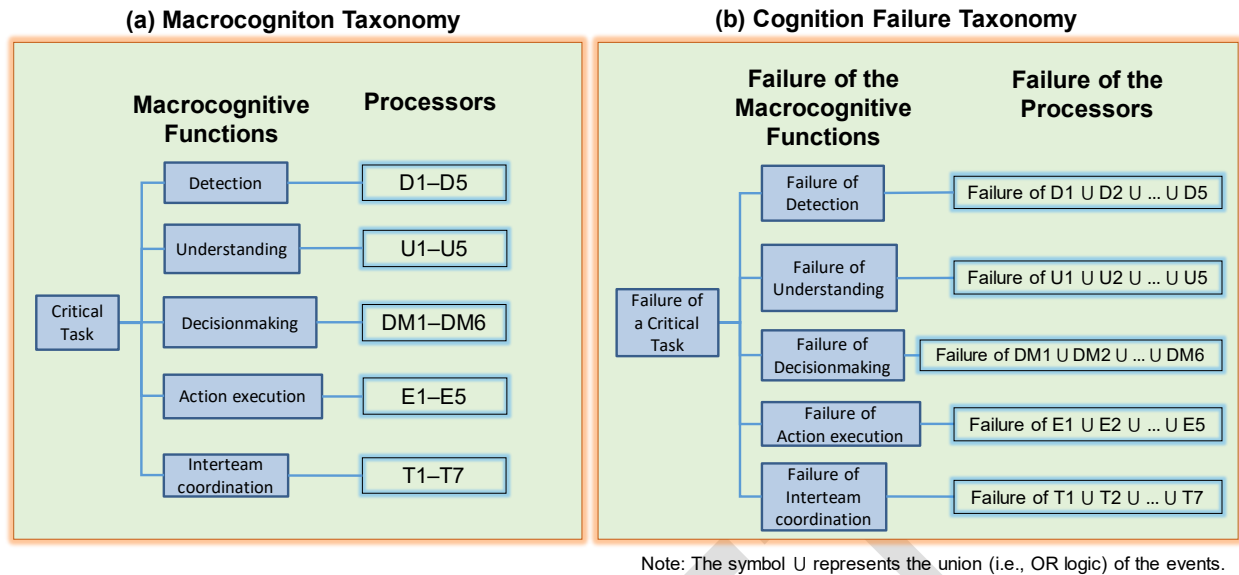 (a) Macrocogniton Taxonomy
Macrocognitive
Functions
Processors
Critical
Task
Detection
D1–D5
Understanding
U1–U5
Decisionmaking
DM1–DM6
Action execution
E1–E5
Interteam
coordination
T1–T7
(b) Cognition Failure Taxonomy
Failure of the
Macrocognitive
Functions
Failure of the
Processors
Failure of
a Critical
Task
Failure of
Detection
Failure of D1 U D2 U ... U D5
Failure of
Understanding
Failure of U1 U U2 U ... U U5
Failure of
Decisionmaking
Failure of DM1 U DM2 U ... U DM6
Failure of
Action execution
Failure of E1 U E2 U ... U E5
Failure of
Interteam
coordination
Failure of T1 U T2 U ... U T7
Note: The symbol U represents the union (i.e., OR logic) of the events.